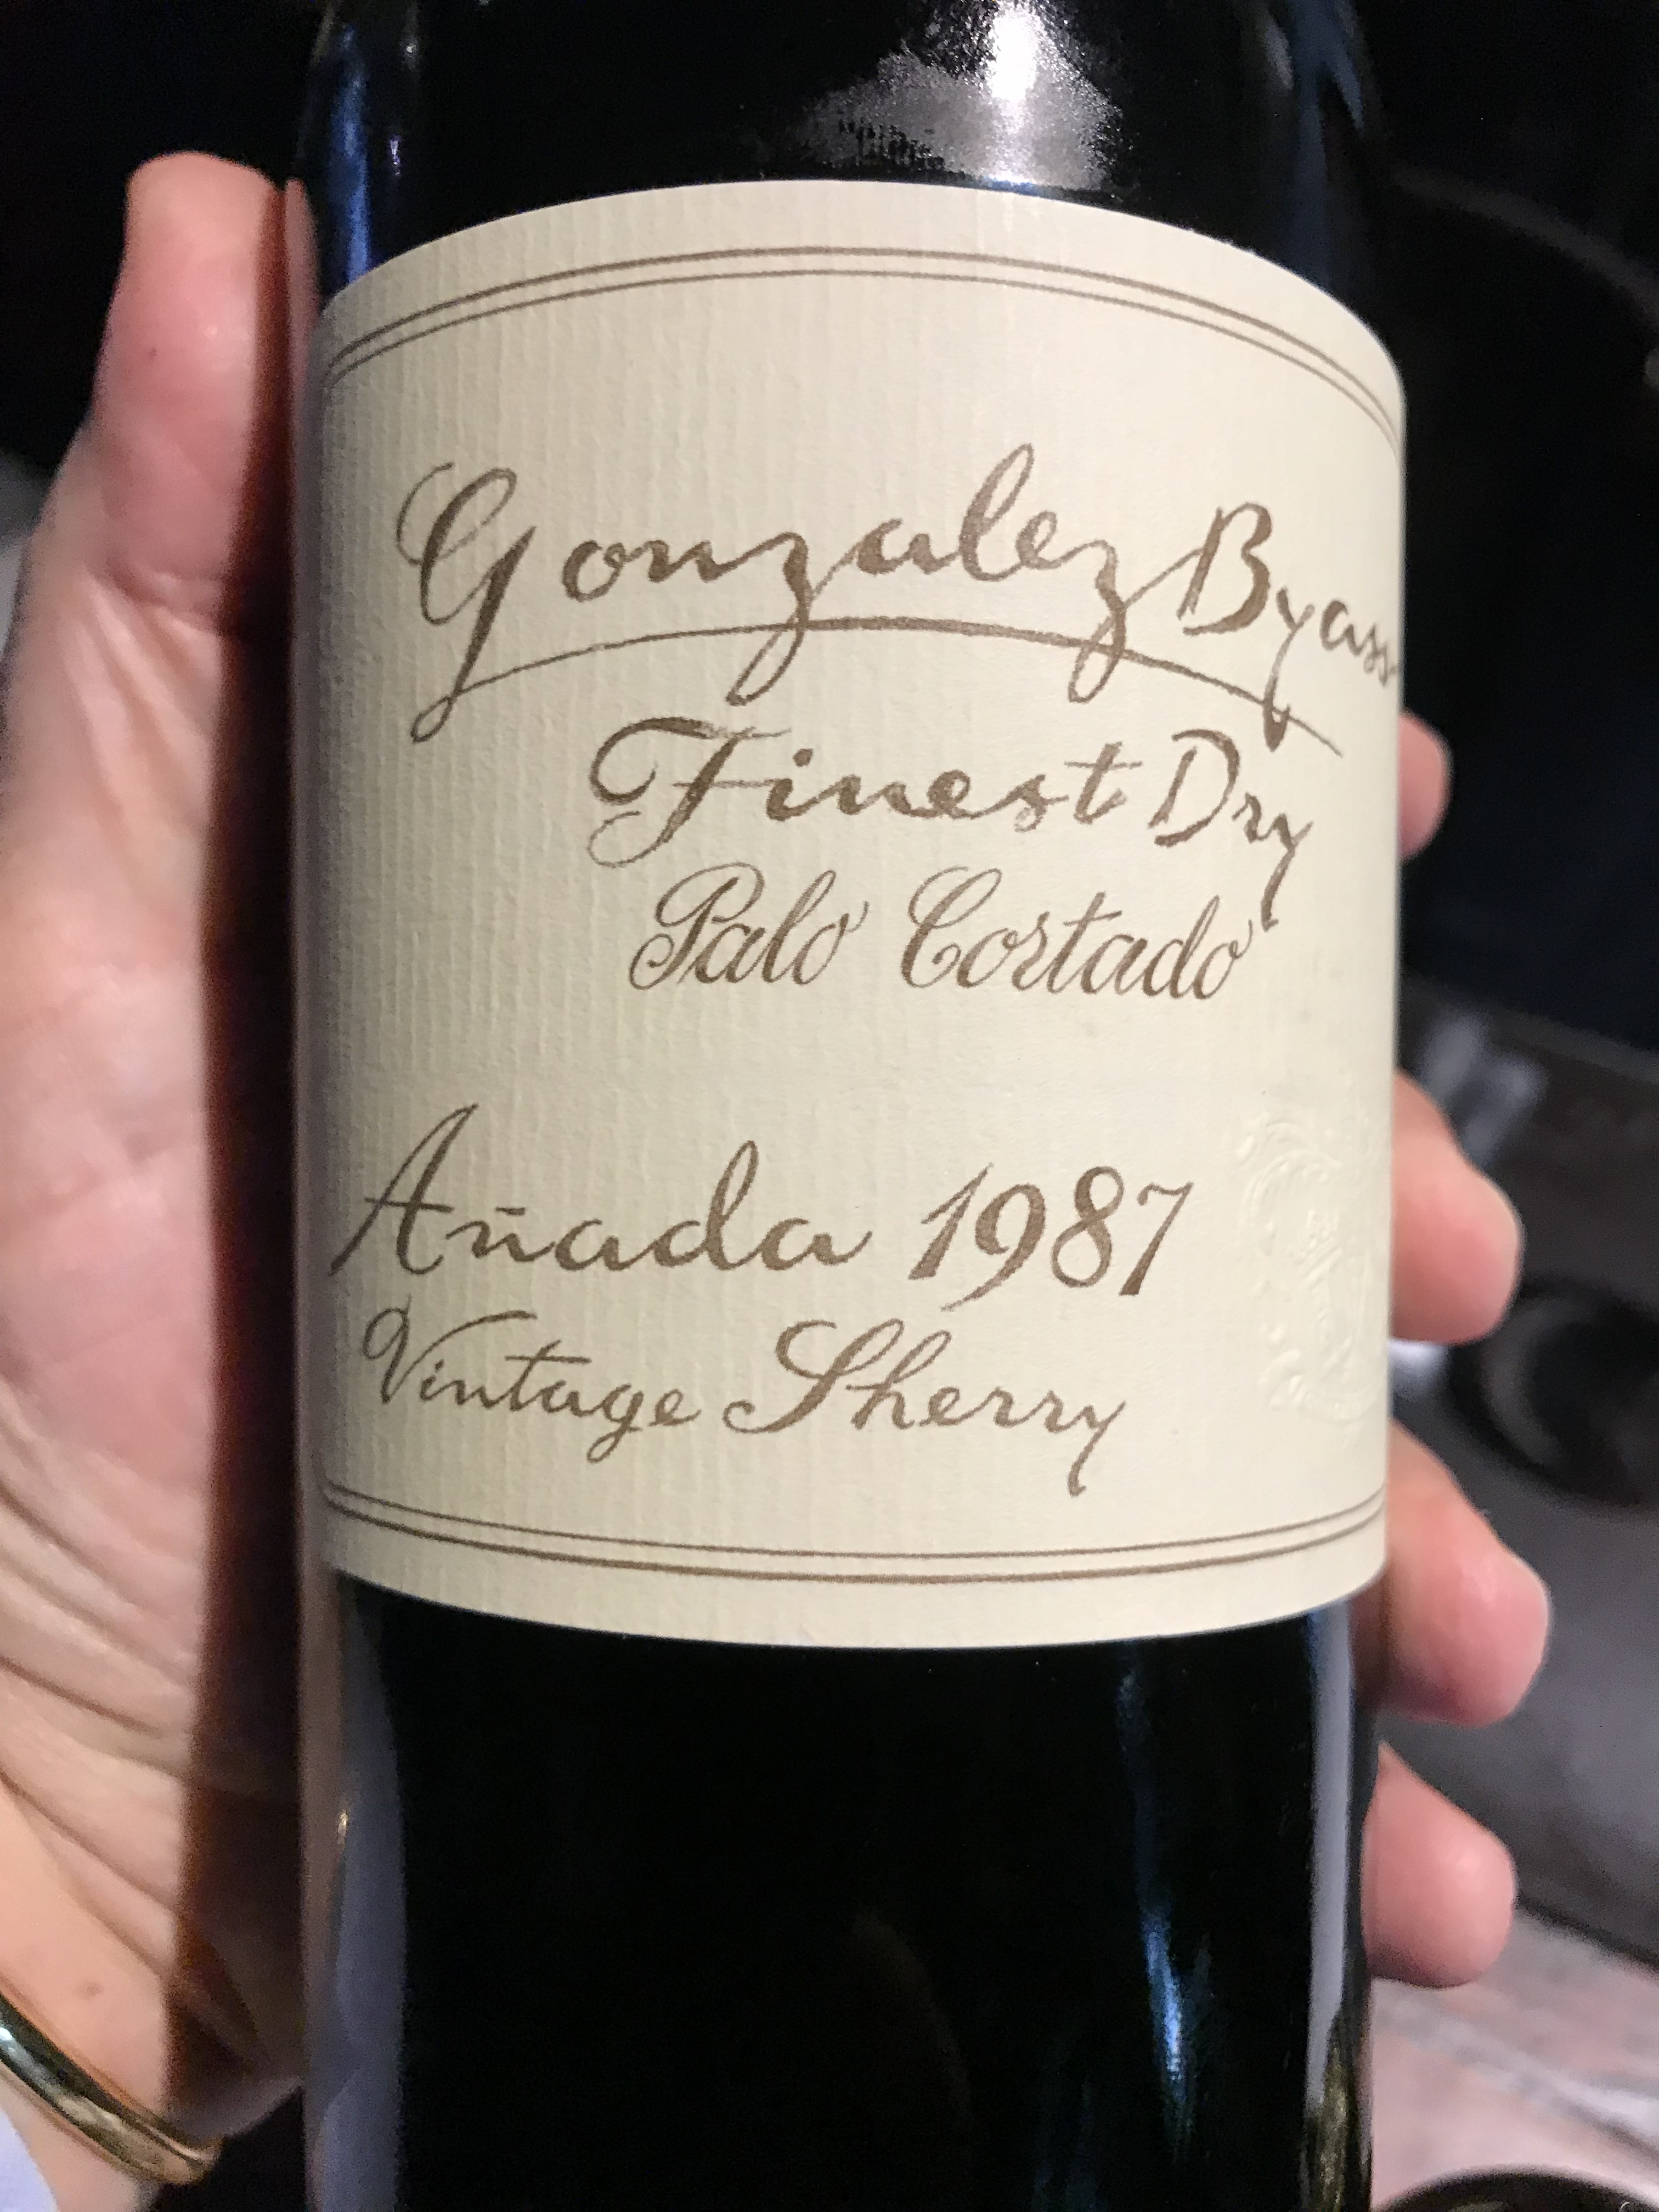 Gonzalez Byass
Finest Dry
Palo Cortado
Añada 1987
Vintage Sherry